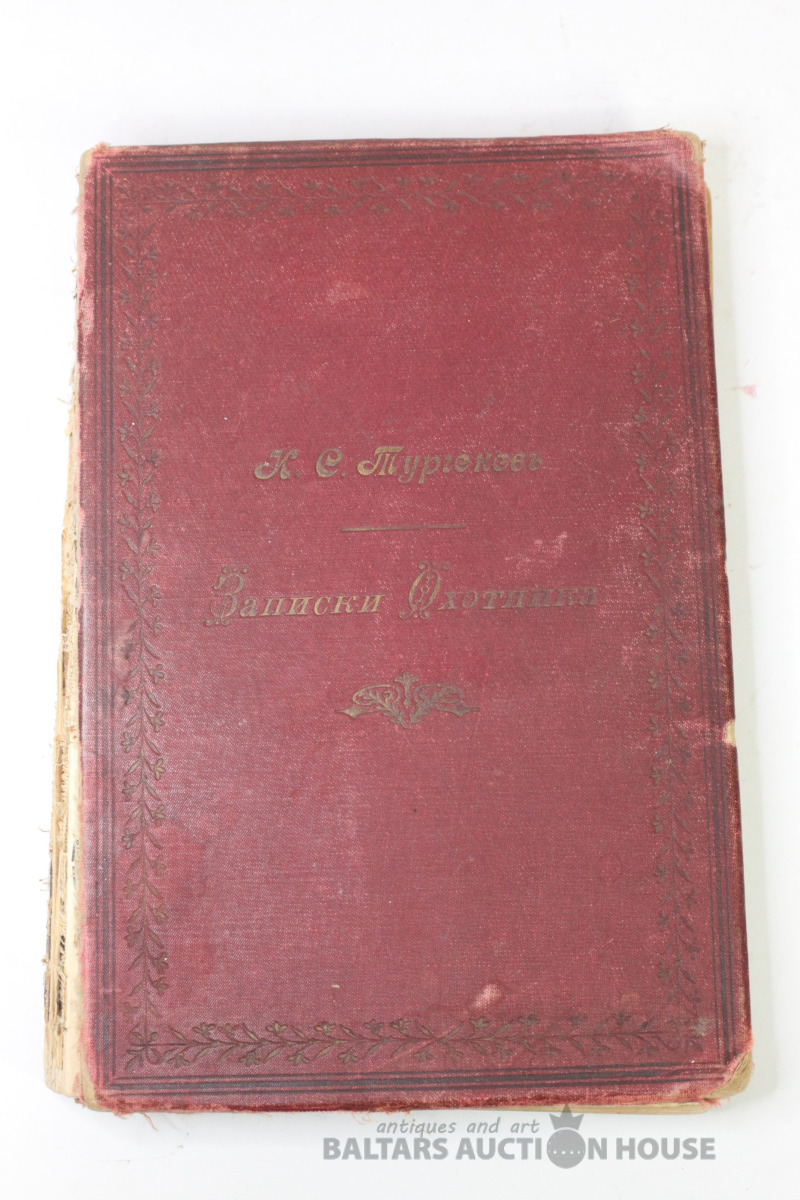 И. С. Тургеневъ
Записки Охотника
antiques and art
BALTARS AUCTION HOUSE